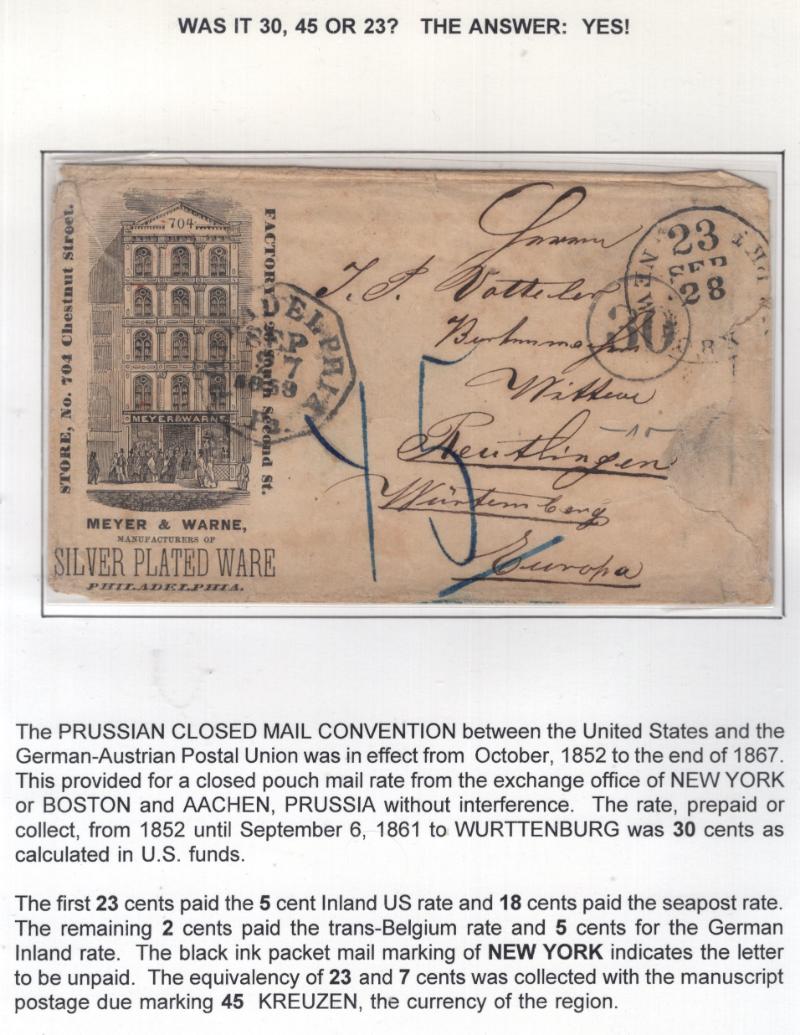 WAS IT 30, 45 OR 23? THE ANSWER: YES!
STORE, No. 704 Chestnut Street.
704
MEYER & WARNE
FACTORY South Second St.
MEYER & WARNE,
MANUFACTURERS OF
SILVER PLATED WARE
PHILADELPHIA.
ADELPHIA
SEP
NEW
23
SEP
28
30
Herrn
J. P. Votteler
Wittwe
Reutlingen
Würtemberg
Europa
45
The PRUSSIAN CLOSED MAIL CONVENTION between the United States and the
German-Austrian Postal Union was in effect from October, 1852 to the end of 1867.
This provided for a closed pouch mail rate from the exchange office of NEW YORK
or BOSTON and AACHEN, PRUSSIA without interference. The rate, prepaid or
collect, from 1852 until September 6, 1861 to WURTTENBURG was 30 cents as
calculated in U.S. funds.
The first 23 cents paid the 5 cent Inland US rate and 18 cents paid the seapost rate.
The remaining 2 cents paid the trans-Belgium rate and 5 cents for the German
Inland rate. The black ink packet mail marking of NEW YORK indicates the letter
to be unpaid. The equivalency of 23 and 7 cents was collected with the manuscript
postage due marking 45 KREUZEN, the currency of the region.